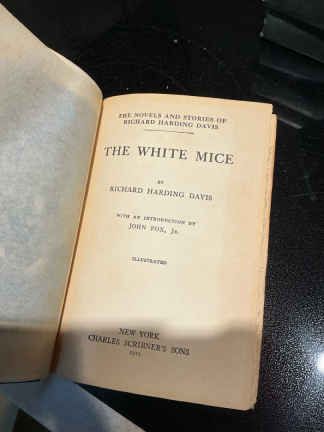 THE NOVELS AND STORIES OF
RICHARD HARDING DAVIS
THE WHITE MICE
BY
RICHARD HARDING DAVIS
WITH AN INTRODUCTION BY
JOHN FOX, Jr.
ILLUSTRATED
NEW YORK
CHARLES SCRIBNER'S SONS